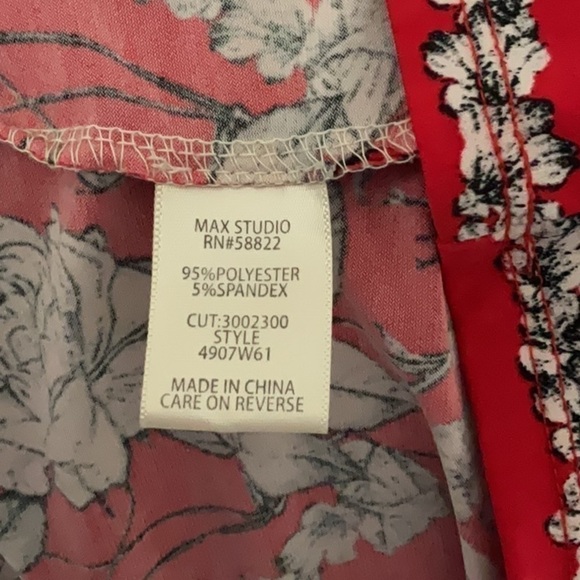 MAX STUDIO
RN#58822
95%POLYESTER
5%SPANDEX
CUT:3002300
STYLE
4907W61
MADE IN CHINA
CARE ON REVERSE